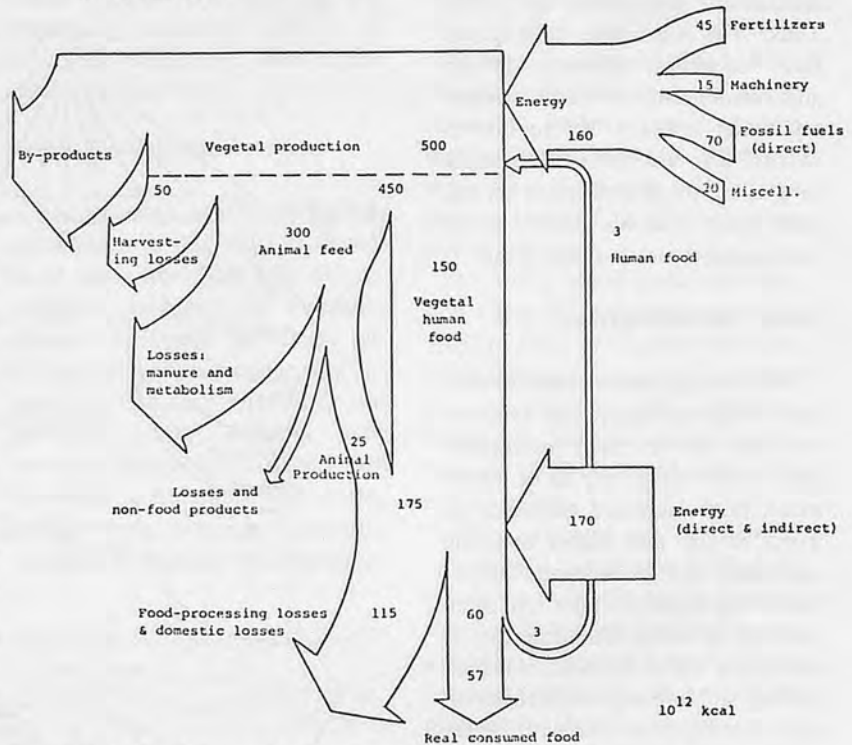 45 Fertilizers
15 Machinery
Energy
160
70 Fossil fuels
(direct)
20 Miscell.
By-products
Vegetal production
500
50
450
3
Human food
Harvest-
ing losses
300
Animal feed
150
Vegetal
human
food
Losses:
manure and
metabolism
25
Animal
Production
Losses and
non-food products
175
170
Energy
(direct & indirect)
Food-processing losses
& domestic losses
115
60
3
57
10¹² kcal
Real consumed food